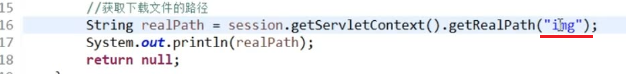 15 //获取下载文件的路径
16 String realPath = session.getServletContext().getRealPath("img");
17 System.out.println(realPath);
18 return null;